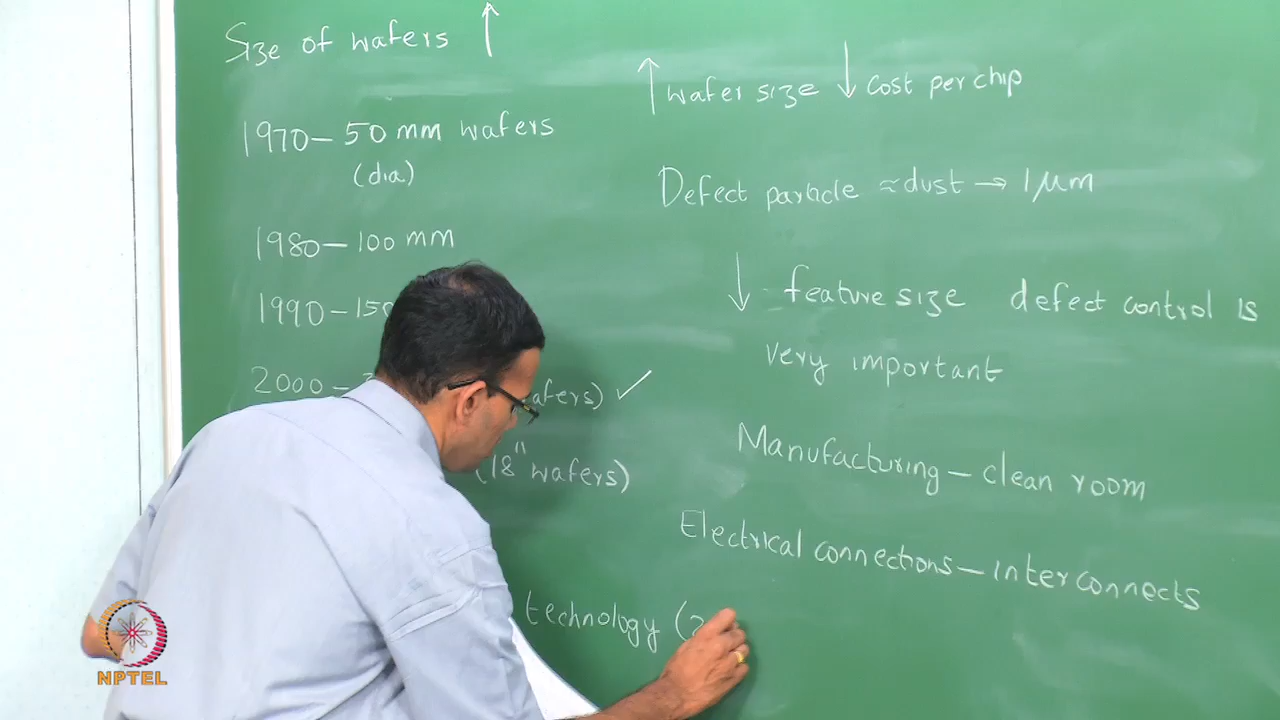 Size of wafers ↑
1970 – 50 mm wafers
(dia)
1980 – 100 mm
1990 – 150
2000 –
wafers) ✓
(18" wafers)
technology (2
↑ wafer size ↓ cost per chip
Defect particle ≈ dust → 1 μm
↓ feature size defect control is
very important
Manufacturing – clean room
Electrical connections – interconnects
NPTEL